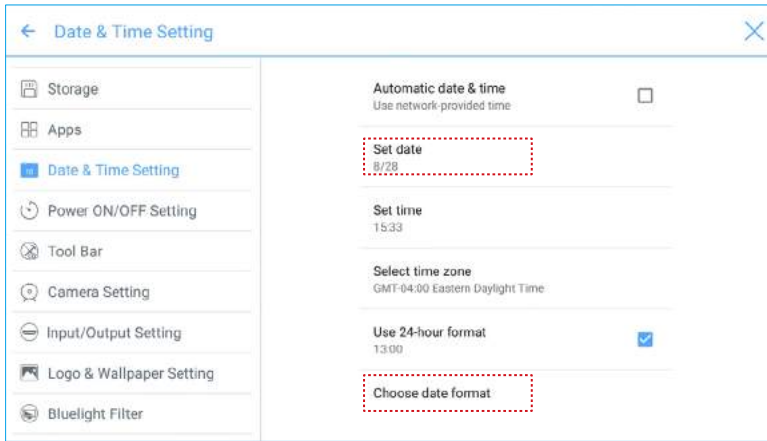 Date & Time Setting
Storage
Apps
Date & Time Setting
Power ON/OFF Setting
Tool Bar
Camera Setting
Input/Output Setting
Logo & Wallpaper Setting
Bluelight Filter
Automatic date & time
Use network-provided time
Set date
8/28
Set time
15:33
Select time zone
GMT-04:00 Eastern Daylight Time
Use 24-hour format
13:00
Choose date format